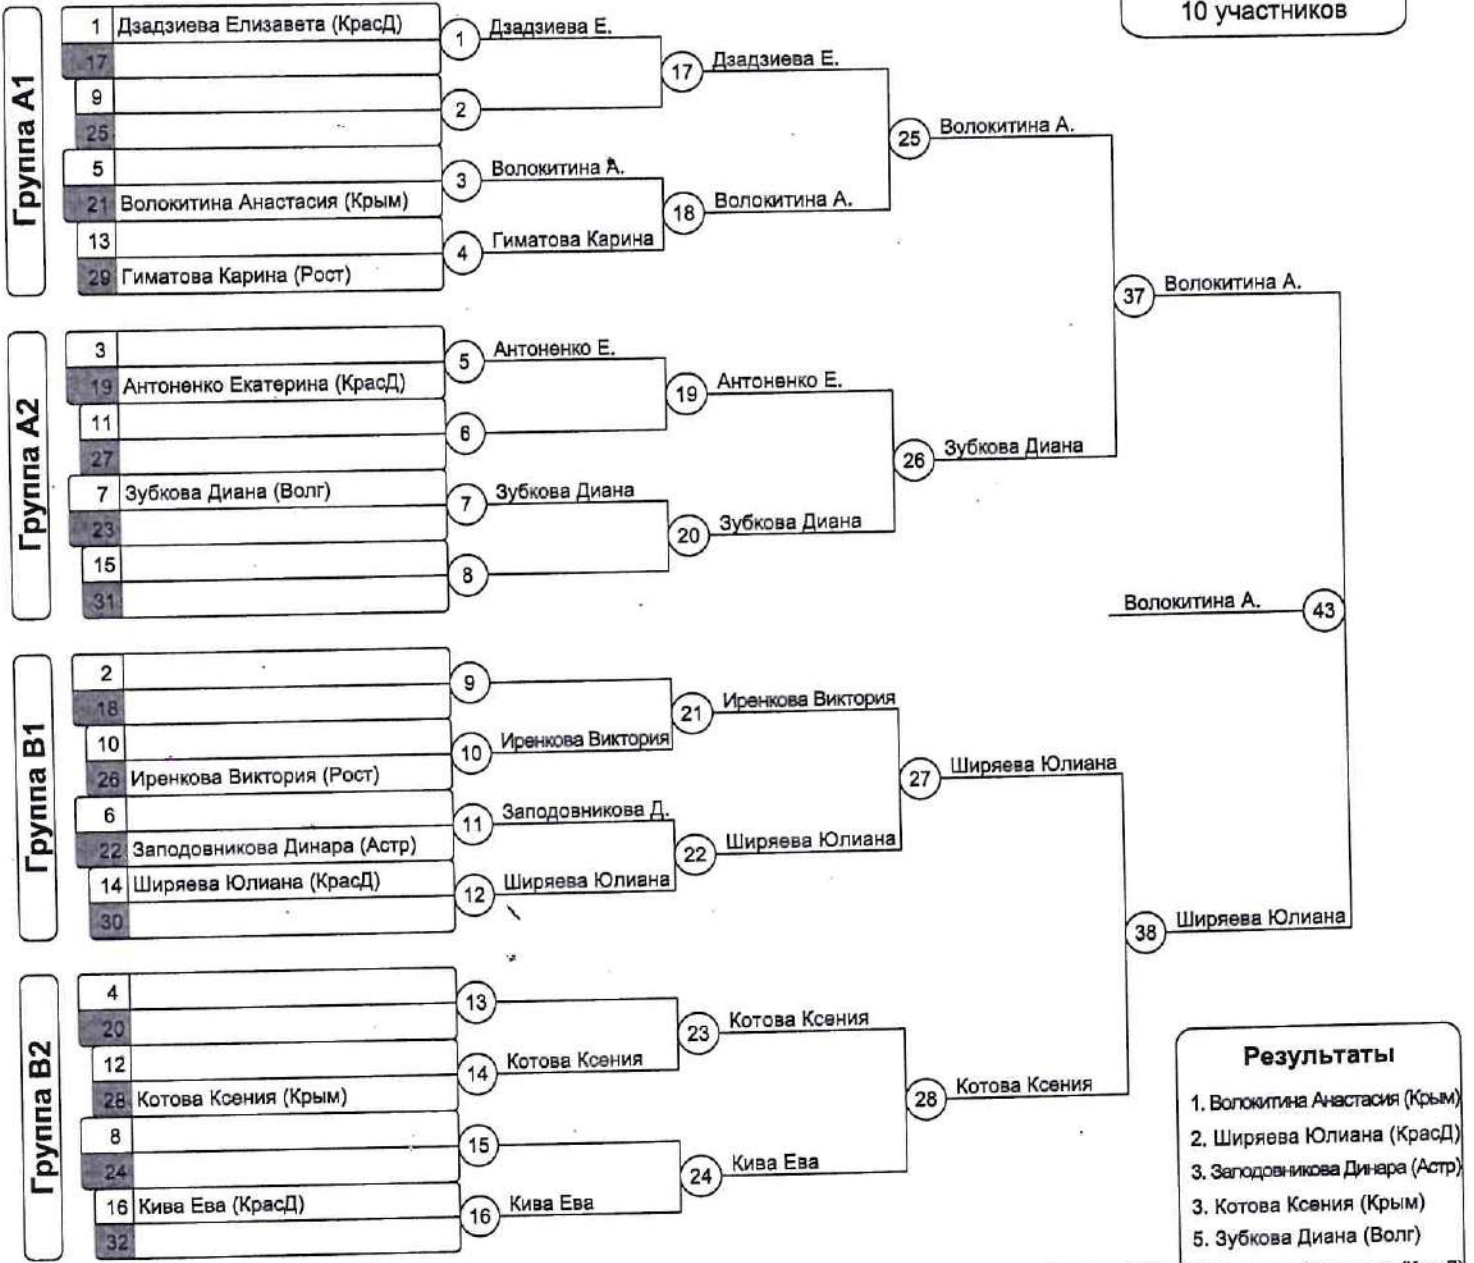 10 участников
Группа А1
1 Дзадзиева Елизавета (КрасД)
17
9
25
5
21 Волокитина Анастасия (Крым)
13
29 Гиматова Карина (Рост)
1 Дзадзиева Е.
2
3 Волокитина А.
4 Гиматова Карина
17 Дзадзиева Е.
18 Волокитина А.
25 Волокитина А.
Группа А2
3
19 Антоненко Екатерина (КрасД)
11
27
7 Зубкова Диана (Волг)
23
15
31
5 Антоненко Е.
6
7 Зубкова Диана
8
19 Антоненко Е.
20 Зубкова Диана
26 Зубкова Диана
37 Волокитина А.
Волокитина А. 43
Группа В1
2
18
10
26 Иренкова Виктория (Рост)
6
22 Заподовникова Динара (Астр)
14 Ширяева Юлиана (КрасД)
30
9
10 Иренкова Виктория
11 Заподовникова Д.
12 Ширяева Юлиана
21 Иренкова Виктория
22 Ширяева Юлиана
27 Ширяева Юлиана
38 Ширяева Юлиана
Группа В2
4
20
12
28 Котова Ксения (Крым)
8
24
16 Кива Ева (КрасД)
32
13
14 Котова Ксения
15
16 Кива Ева
23 Котова Ксения
24 Кива Ева
28 Котова Ксения
Результаты
1. Волокитина Анастасия (Крым)
2. Ширяева Юлиана (КрасД)
3. Заподовникова Динара (Астр)
3. Котова Ксения (Крым)
5. Зубкова Диана (Волг)